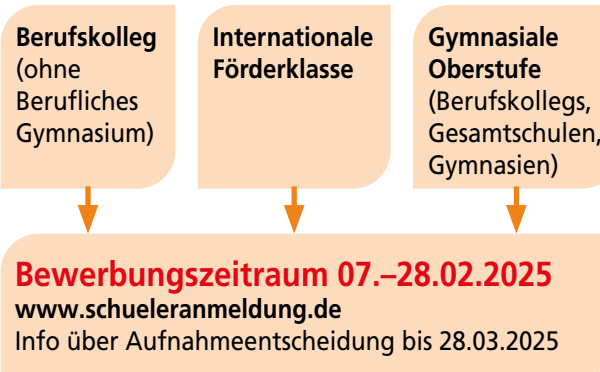 Berufskolleg
(ohne
Berufliches
Gymnasium)
Internationale
Förderklasse
Gymnasiale
Oberstufe
(Berufskollegs,
Gesamtschulen,
Gymnasien)
Bewerbungszeitraum 07.–28.02.2025
www.schueleranmeldung.de
Info über Aufnahmeentscheidung bis 28.03.2025